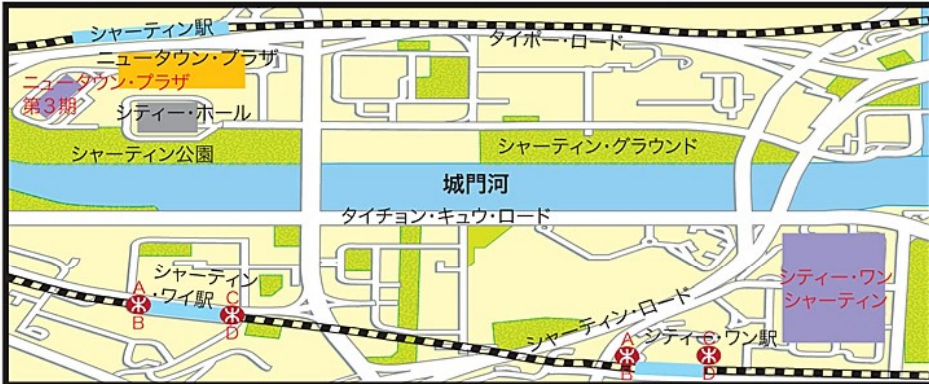 シャーティン駅
タイポー・ロード
ニュータウン・プラザ
ニュータウン・プラザ
第3期
シティー・ホール
シャーティン公園
シャーティン・グラウンド
城門河
タイチョン・キュウ・ロード
シャーティン
・ワイ駅
A
B
C
D
シティー・ワン
シャーティン
シャーティン・ロード
シティー・ワン駅
A
B
C
D